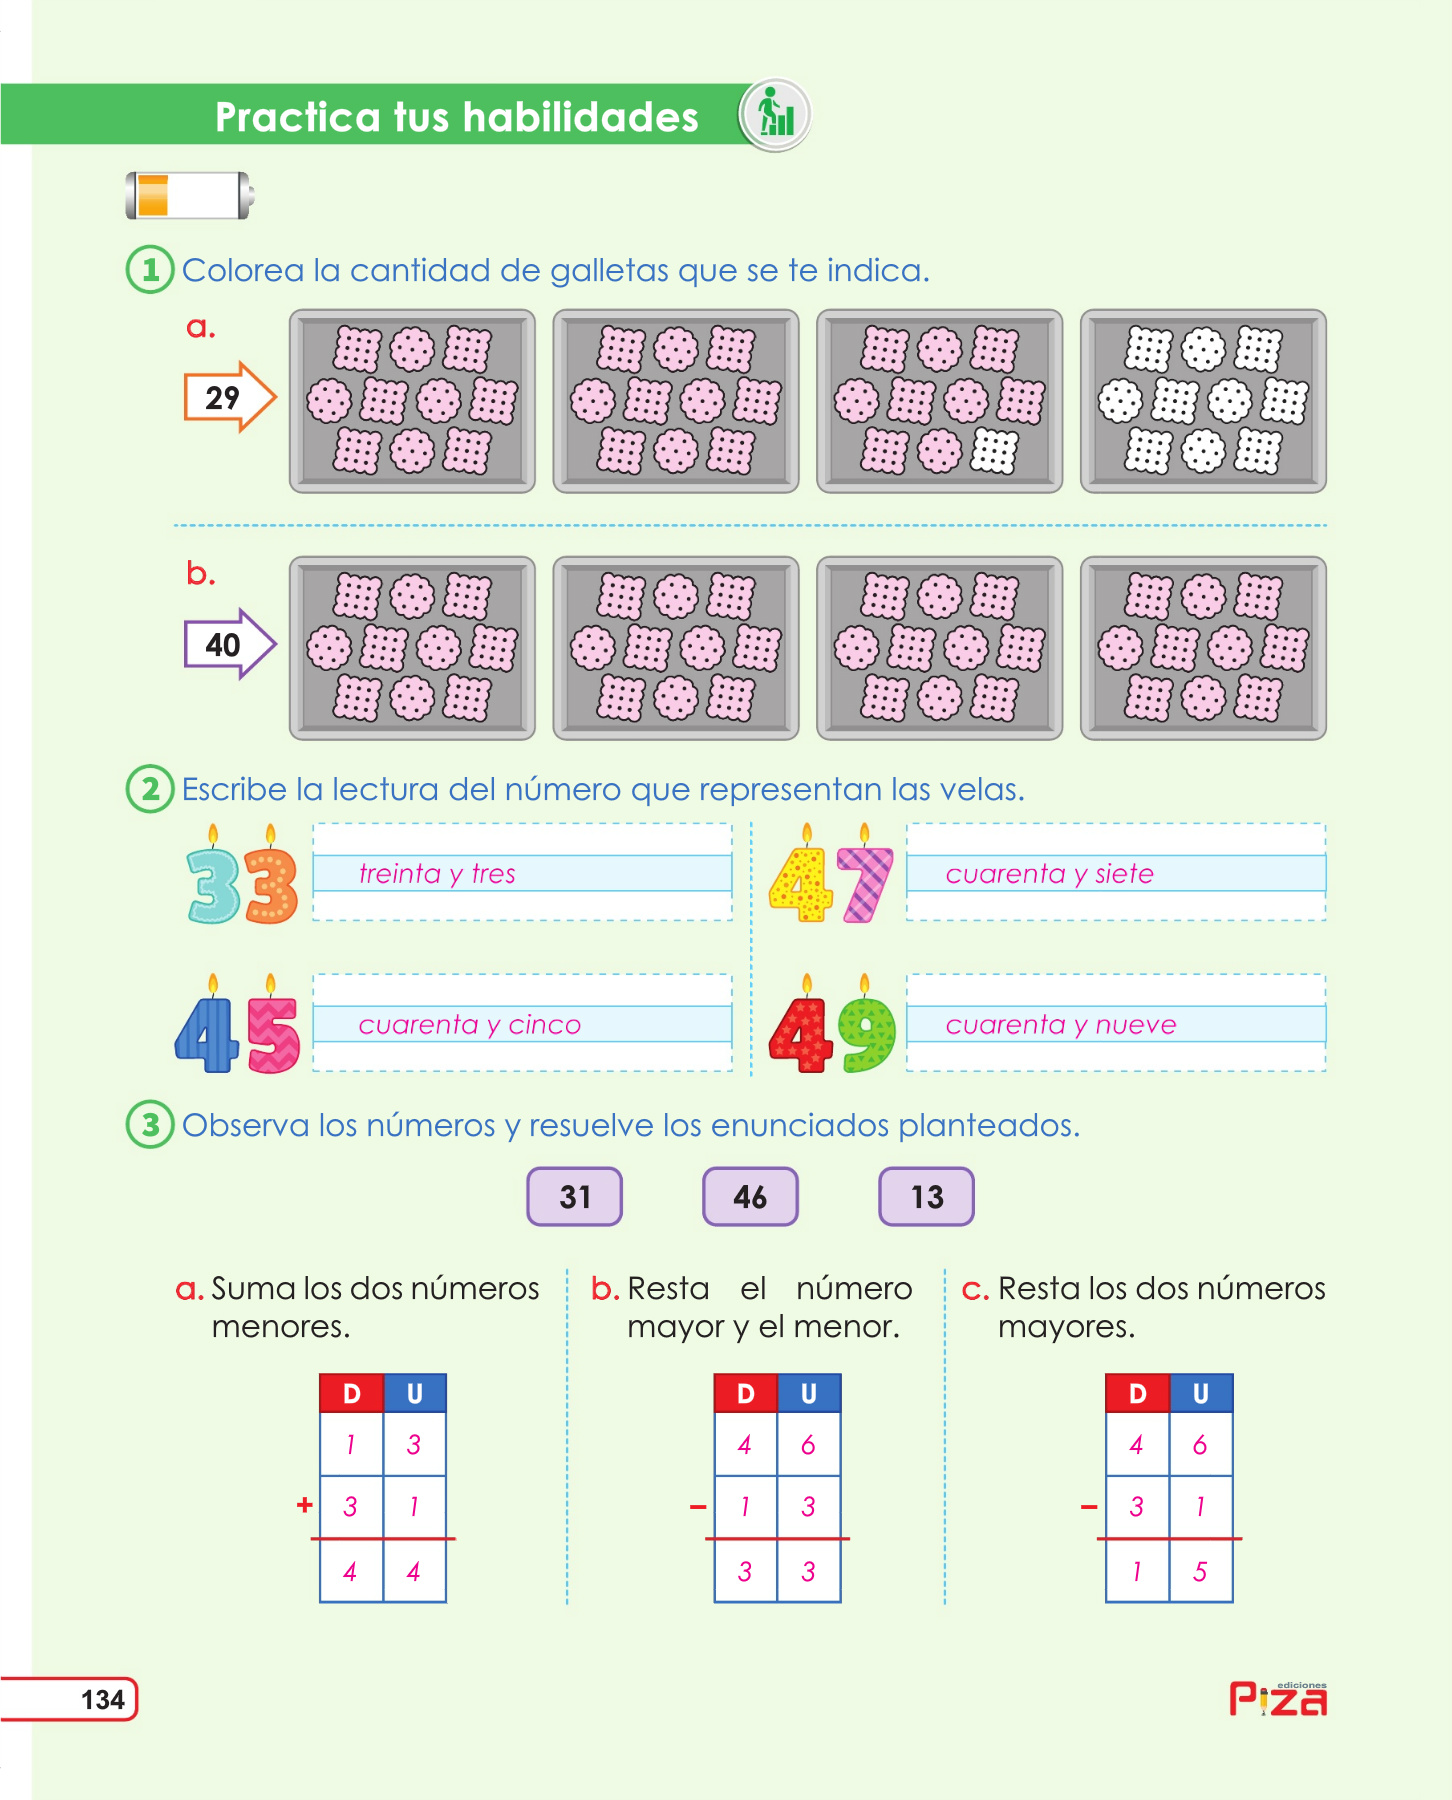 Practica tus habilidades
1 Colorea la cantidad de galletas que se te indica.
a.
29
b.
40
2 Escribe la lectura del número que representan las velas.
33 treinta y tres
47 cuarenta y siete
45 cuarenta y cinco
49 cuarenta y nueve
3 Observa los números y resuelve los enunciados planteados.
31 46 13
a. Suma los dos números
menores.
D U
1 3
+ 3 1
4 4
b. Resta el número
mayor y el menor.
D U
4 6
– 1 3
3 3
c. Resta los dos números
mayores.
D U
4 6
– 3 1
1 5
134
ediciones
Piza